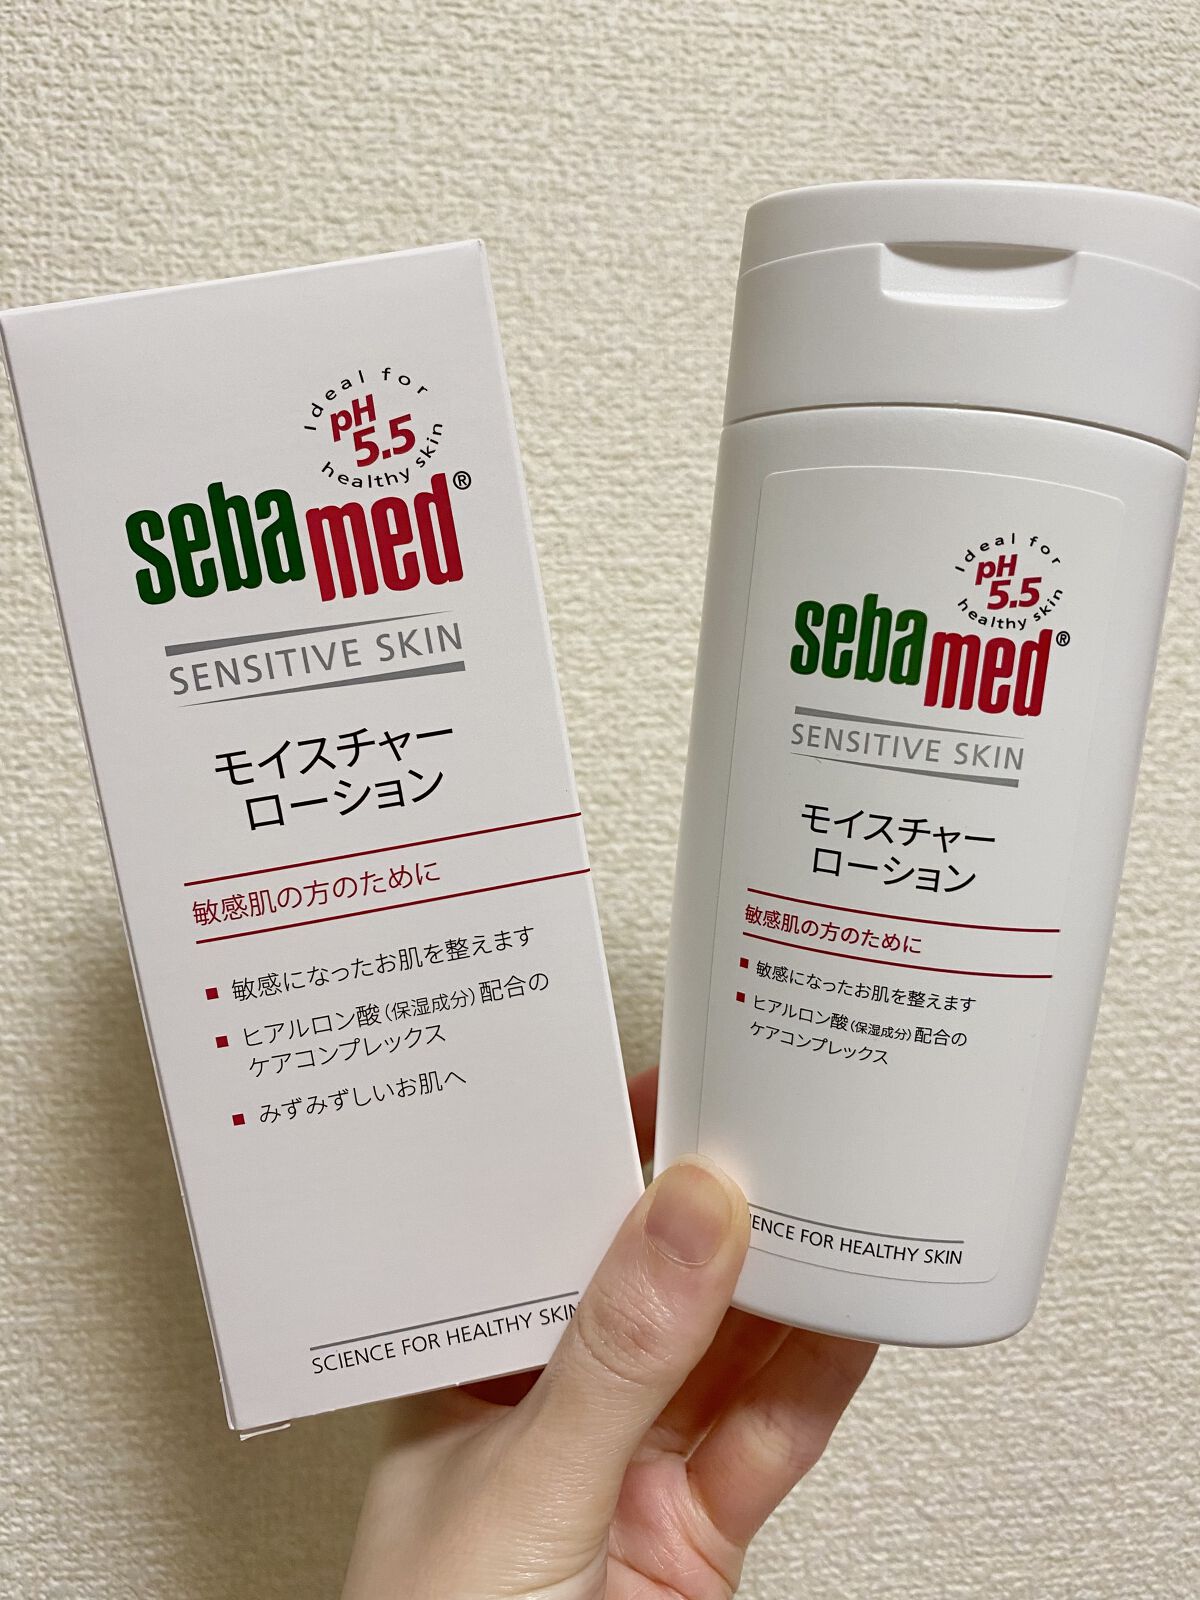 Ideal for
pH
5.5
healthy skin
sebamed®
SENSITIVE SKIN
モイスチャー
ローション
敏感肌の方のために
■ 敏感になったお肌を整えます
■ ヒアルロン酸(保湿成分)配合の
ケアコンプレックス
■ みずみずしいお肌へ
SCIENCE FOR HEALTHY SKIN
Ideal for
pH
5.5
healthy skin
sebamed®
SENSITIVE SKIN
モイスチャー
ローション
敏感肌の方のために
■ 敏感になったお肌を整えます
■ ヒアルロン酸(保湿成分)配合の
ケアコンプレックス
IENCE FOR HEALTHY SKIN